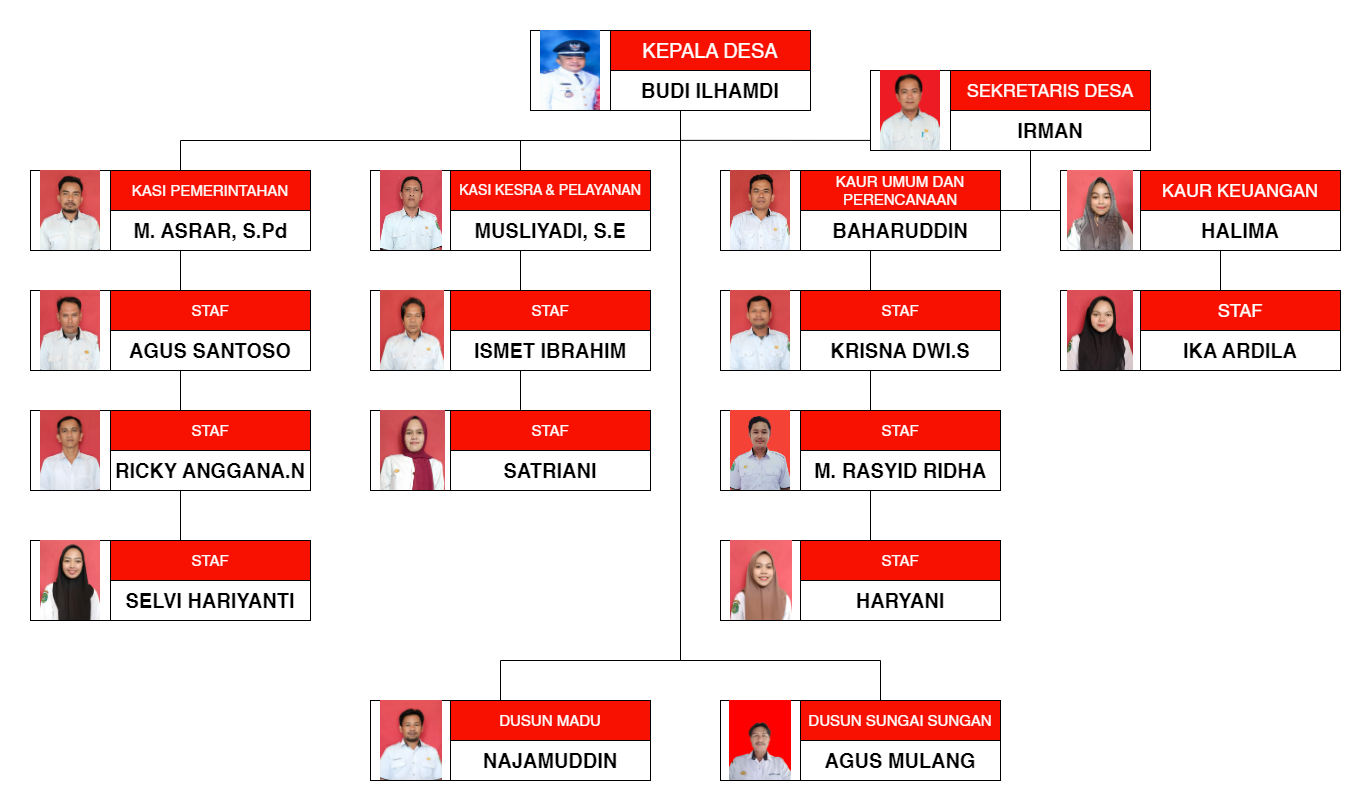 KEPALA DESA
BUDI ILHAMDI
SEKRETARIS DESA
IRMAN
KASI PEMERINTAHAN
M. ASRAR, S.Pd
KASI KESRA & PELAYANAN
MUSLIYADI, S.E
KAUR UMUM DAN
PERENCANAAN
BAHARUDDIN
KAUR KEUANGAN
HALIMA
STAF
AGUS SANTOSO
STAF
ISMET IBRAHIM
STAF
KRISNA DWI.S
STAF
IKA ARDILA
STAF
RICKY ANGGANA.N
STAF
SATRIANI
STAF
M. RASYID RIDHA
STAF
SELVI HARIYANTI
STAF
HARYANI
DUSUN MADU
NAJAMUDDIN
DUSUN SUNGAI SUNGAN
AGUS MULANG